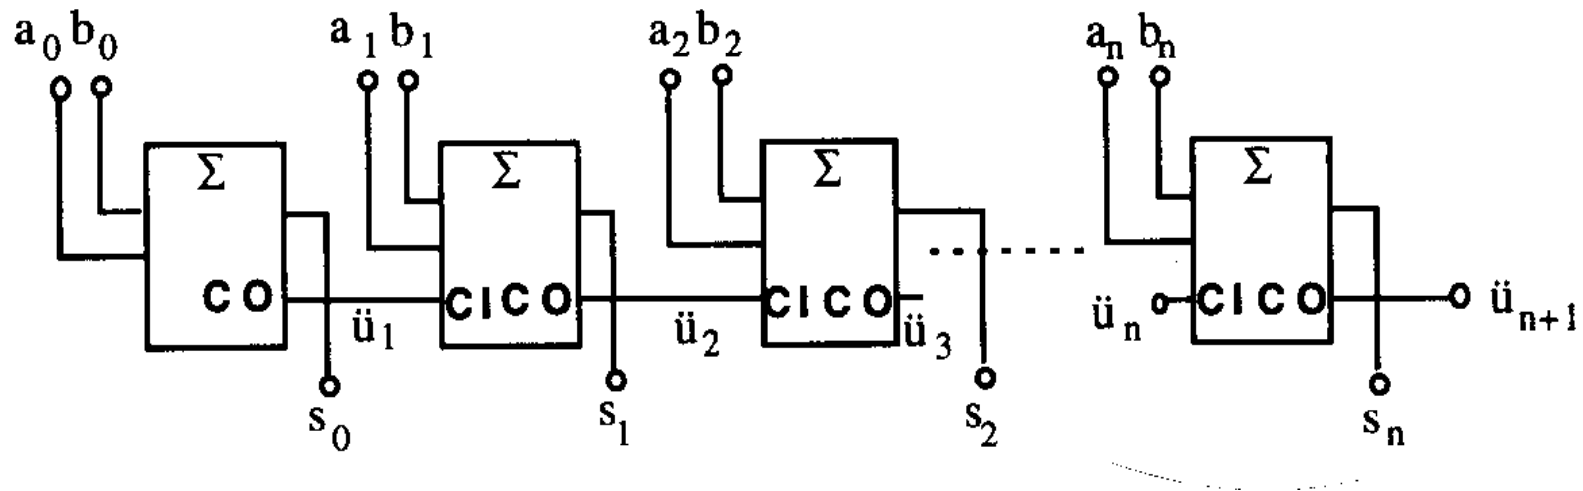 a₀ b₀ a₁ b₁ a₂ b₂ aₙ bₙ
Σ Σ Σ Σ
CO CI CO CI CO CI CO
ü₁ ü₂ ü₃ üₙ üₙ₊₁
s₀ s₁ s₂ sₙ